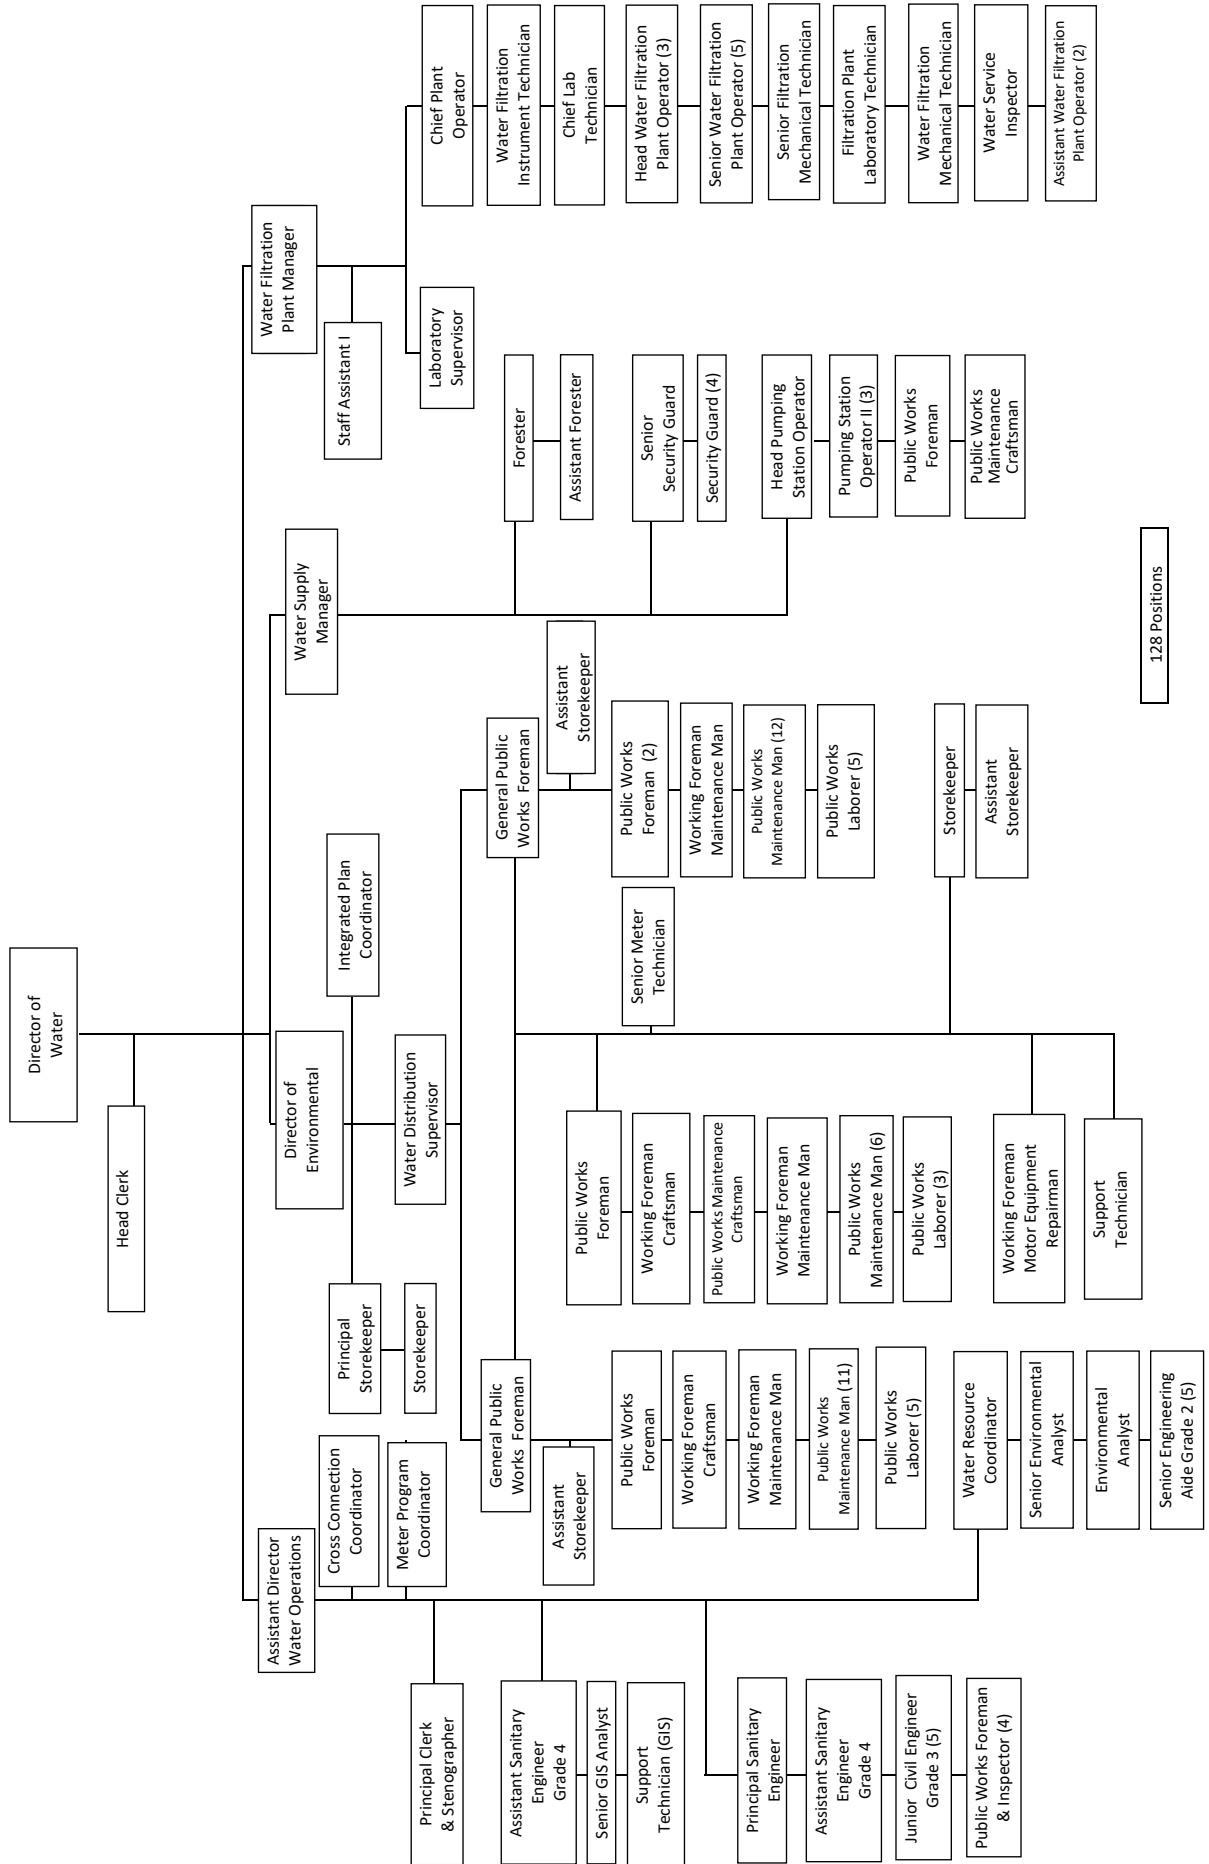 Director of
Water
Head Clerk
Assistant Director
Water Operations
Cross Connection
Coordinator
Meter Program
Coordinator
Principal Clerk
& Stenographer
Assistant Sanitary
Engineer
Grade 4
Senior GIS Analyst
Support
Technician (GIS)
Principal Sanitary
Engineer
Assistant Sanitary
Engineer
Grade 4
Junior Civil Engineer
Grade 3 (5)
Public Works Foreman
& Inspector (4)
Water Resource
Coordinator
Senior Environmental
Analyst
Environmental
Analyst
Senior Engineering
Aide Grade 2 (5)
Director of
Environmental
Principal
Storekeeper
Storekeeper
Integrated Plan
Coordinator
Water Distribution
Supervisor
General Public
Works Foreman
Assistant
Storekeeper
Public Works
Foreman
Working Foreman
Craftsman
Working Foreman
Maintenance Man
Public Works
Maintenance Man (11)
Public Works
Laborer (5)
Public Works
Foreman
Working Foreman
Craftsman
Public Works Maintenance
Craftsman
Working Foreman
Maintenance Man
Public Works
Maintenance Man (6)
Public Works
Laborer (3)
Working Foreman
Motor Equipment
Repairman
Support
Technician
Senior Meter
Technician
Storekeeper
Assistant
Storekeeper
General Public
Works Foreman
Assistant
Storekeeper
Public Works
Foreman (2)
Working Foreman
Maintenance Man
Public Works
Maintenance Man (12)
Public Works
Laborer (5)
Water Supply
Manager
Forester
Assistant Forester
Senior
Security Guard
Security Guard (4)
Head Pumping
Station Operator
Pumping Station
Operator II (3)
Public Works
Foreman
Public Works
Maintenance
Craftsman
Water Filtration
Plant Manager
Staff Assistant I
Laboratory
Supervisor
Chief Plant
Operator
Water Filtration
Instrument Technician
Chief Lab
Technician
Head Water Filtration
Plant Operator (3)
Senior Water Filtration
Plant Operator (5)
Senior Filtration
Mechanical Technician
Filtration Plant
Laboratory Technician
Water Filtration
Mechanical Technician
Water Service
Inspector
Assistant Water Filtration
Plant Operator (2)
128 Positions